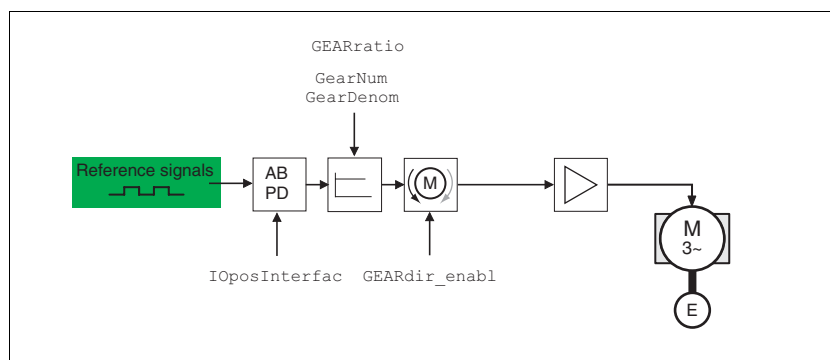 GEARratio
GearNum
GearDenom
Reference signals
AB
PD
M
M
3~
IOposInterfac
GEARdir_enabl
E